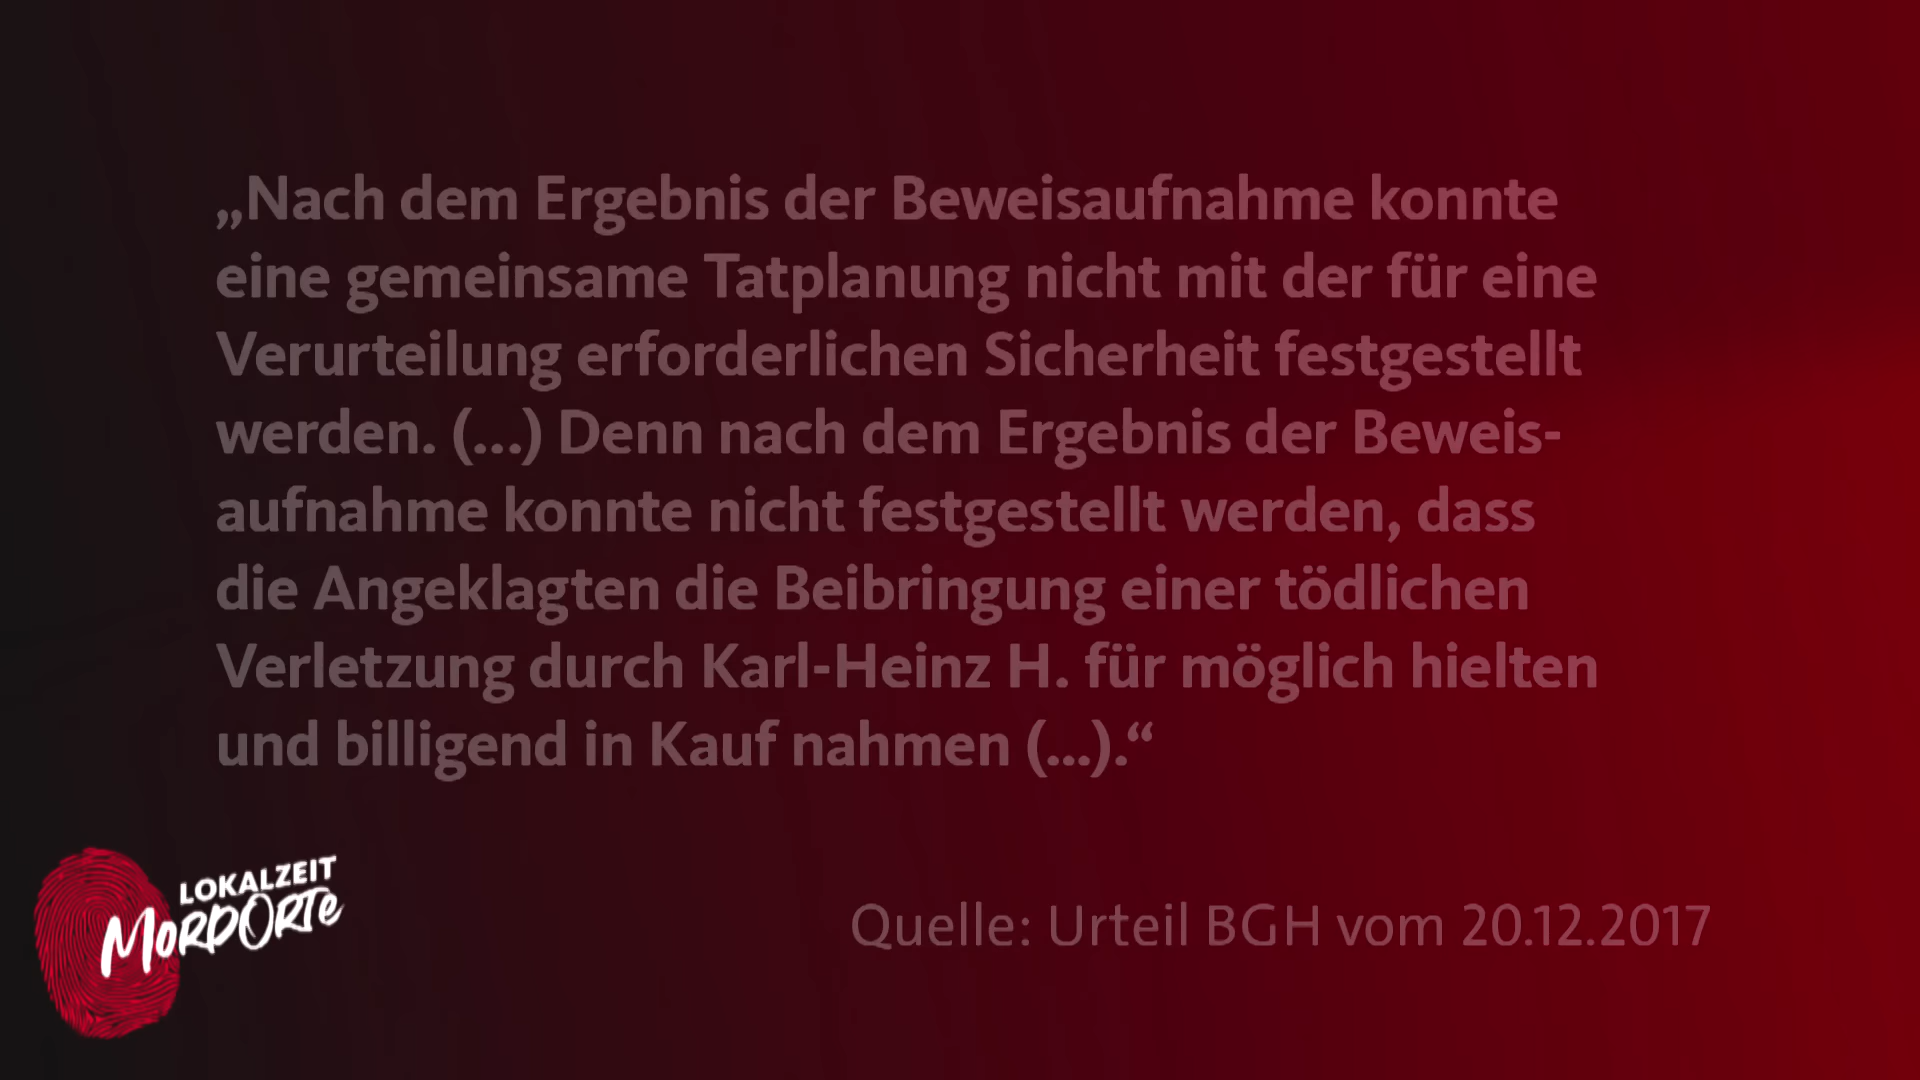 „Nach dem Ergebnis der Beweisaufnahme konnte
eine gemeinsame Tatplanung nicht mit der für eine
Verurteilung erforderlichen Sicherheit festgestellt
werden. (...) Denn nach dem Ergebnis der Beweis-
aufnahme konnte nicht festgestellt werden, dass
die Angeklagten die Beibringung einer tödlichen
Verletzung durch Karl-Heinz H. für möglich hielten
und billigend in Kauf nahmen (...).“
LOKALZEIT
MORDORTE
Quelle: Urteil BGH vom 20.12.2017